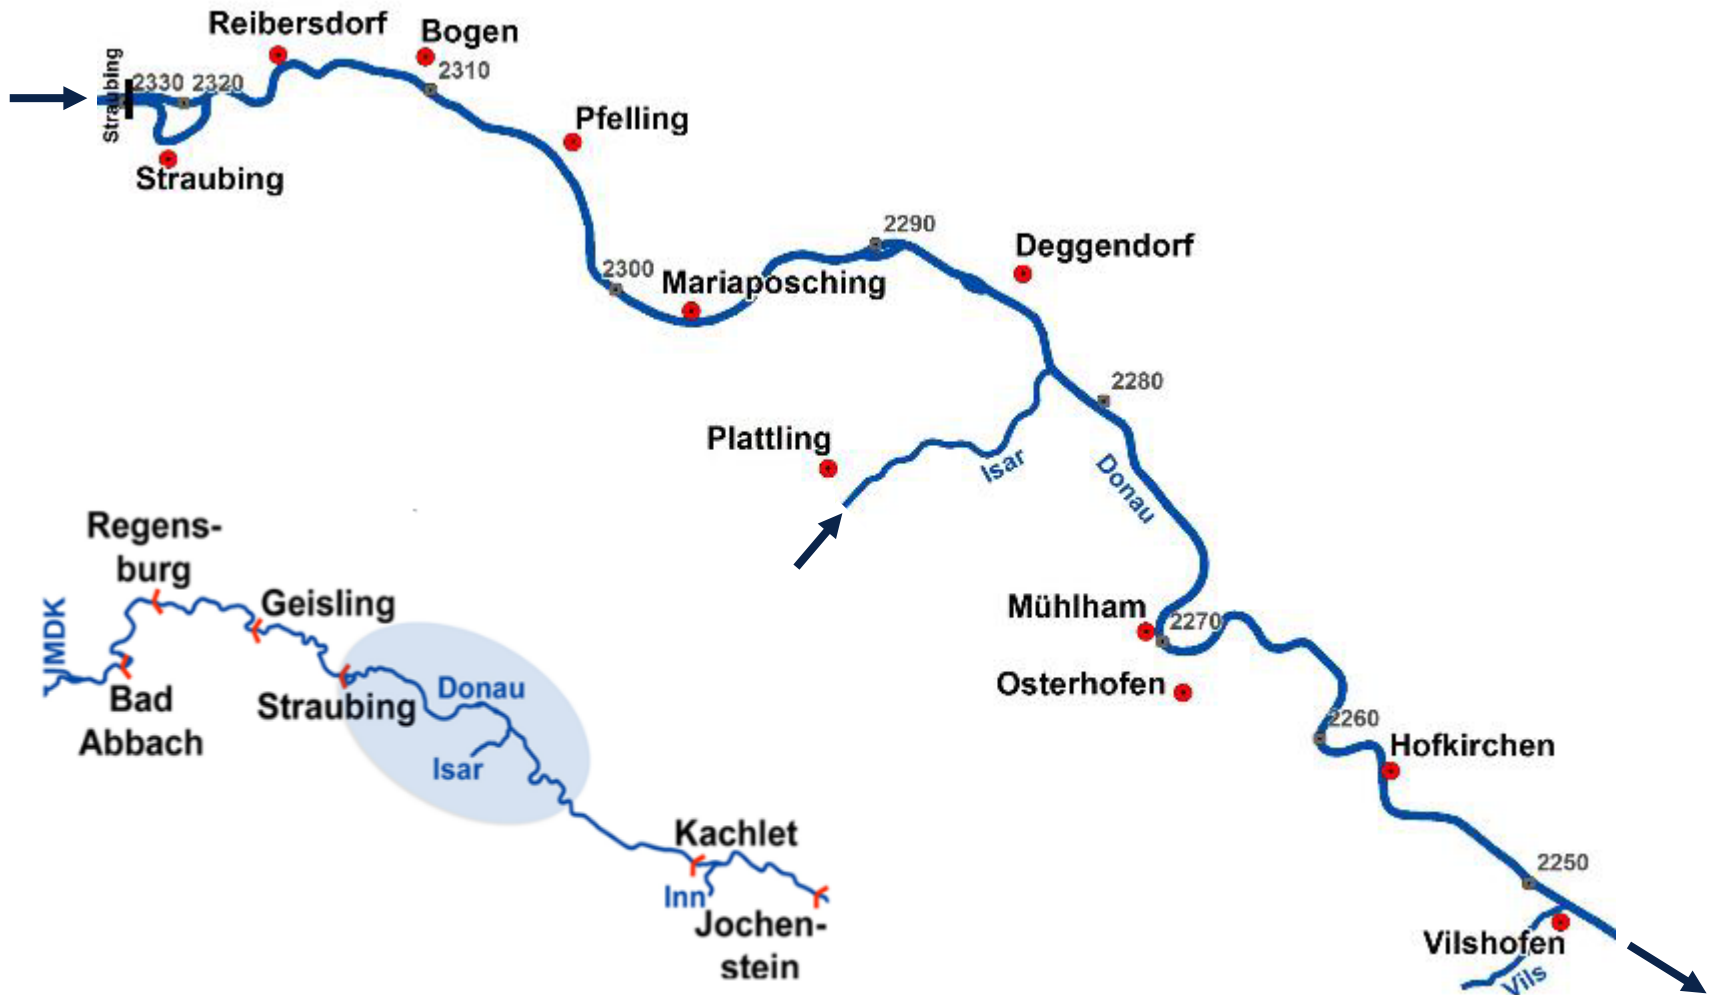 Reibersdorf
Bogen
Straubing
2330
2320
2310
Pfelling
Straubing
2290
Deggendorf
2300
Mariaposching
2280
Plattling
Isar
Donau
Mühlham
2270
Osterhofen
2260
Hofkirchen
2250
Vilshofen
Vils
Regens-
burg
Geisling
MDK
Bad
Abbach
Straubing
Donau
Isar
Kachlet
Inn
Jochen-
stein